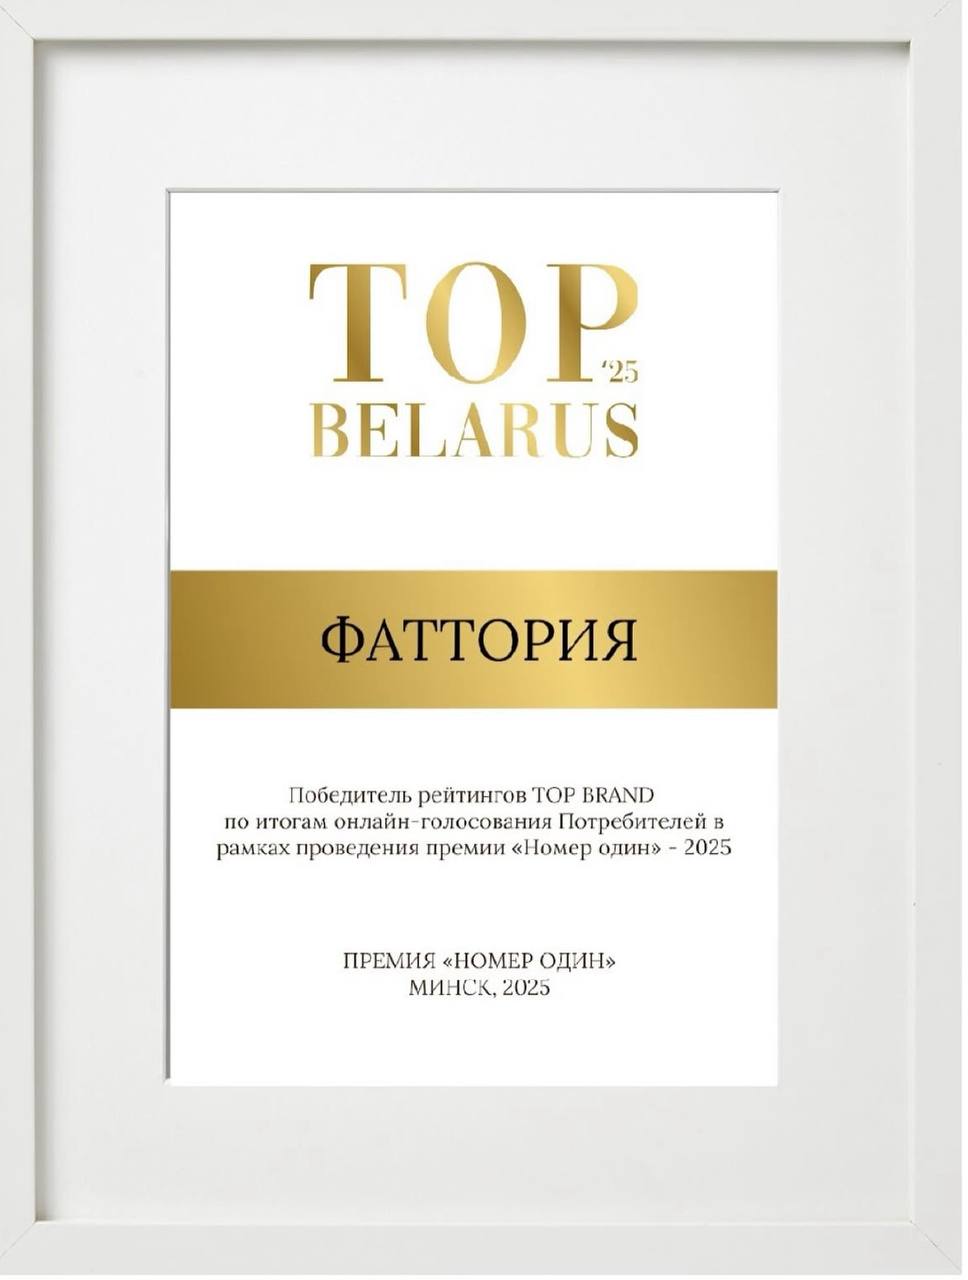 TOP
‘25
BELARUS
ФАТТОРИЯ
Победитель рейтингов TOP BRAND
по итогам онлайн-голосования Потребителей в
рамках проведения премии «Номер один» - 2025
ПРЕМИЯ «НОМЕР ОДИН»
МИНСК, 2025